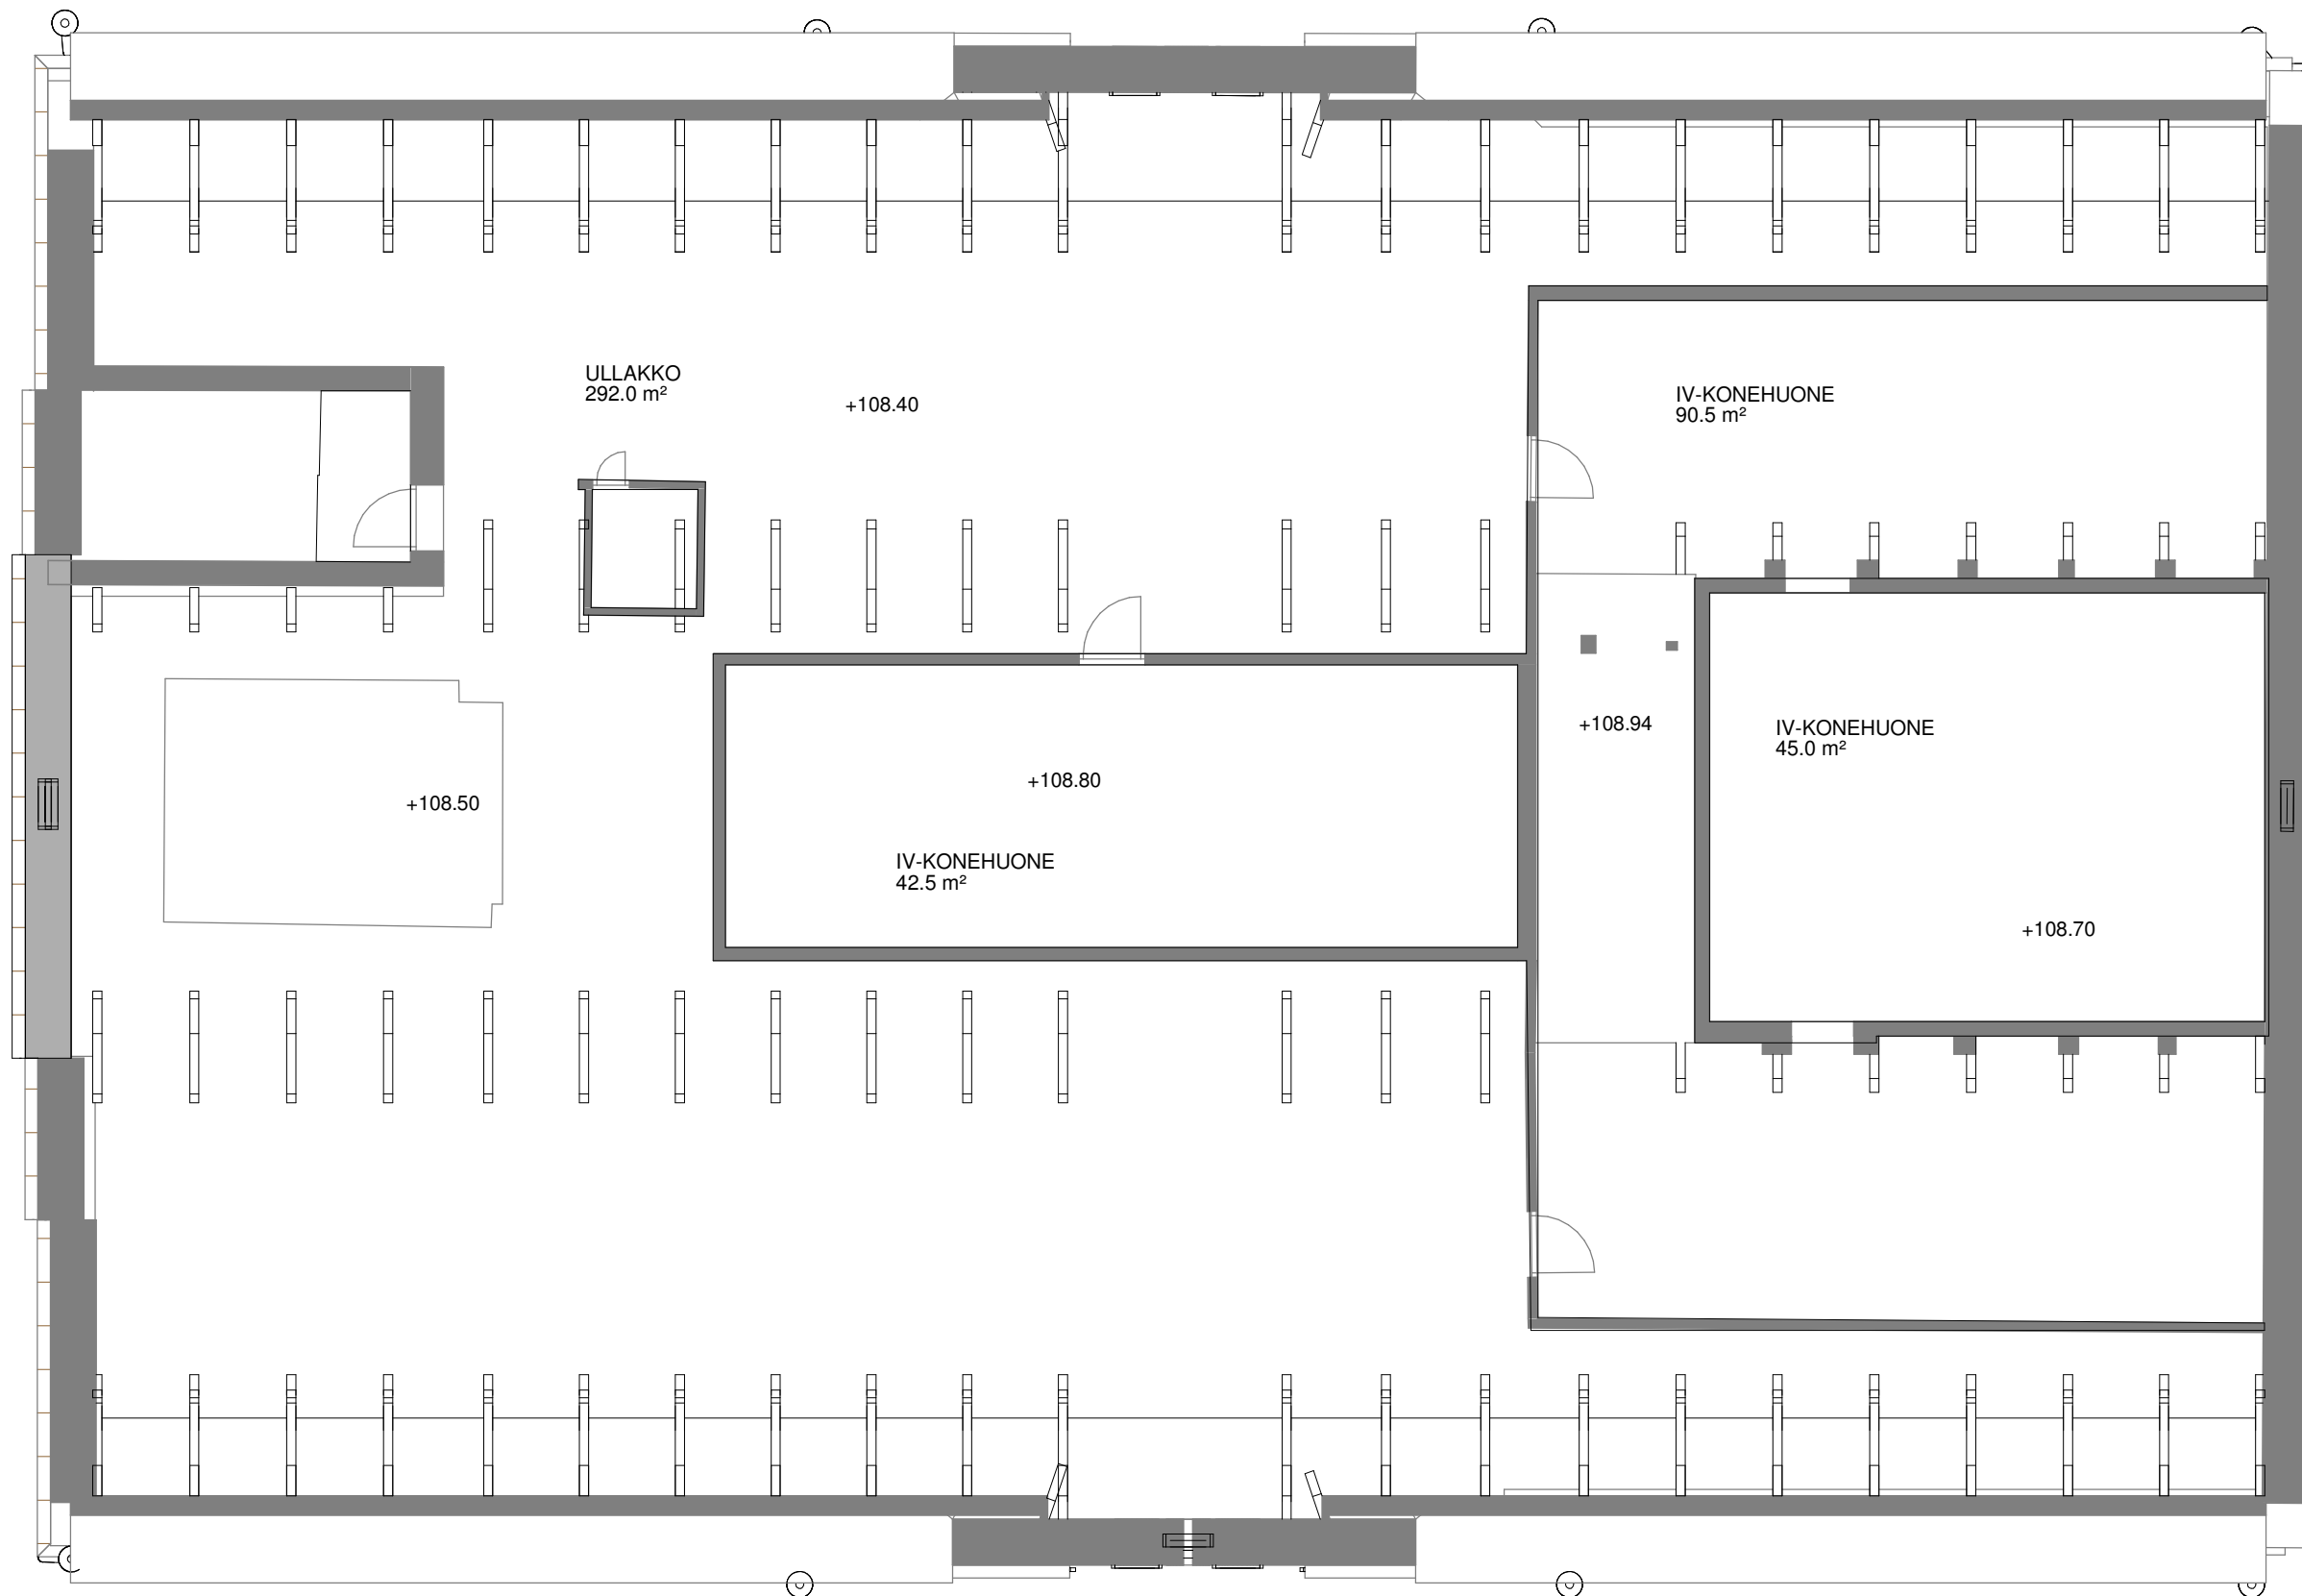 ULLAKKO
292.0 m²
+108.40
IV-KONEHUONE
90.5 m²
+108.94
IV-KONEHUONE
45.0 m²
+108.80
+108.50
IV-KONEHUONE
42.5 m²
+108.70